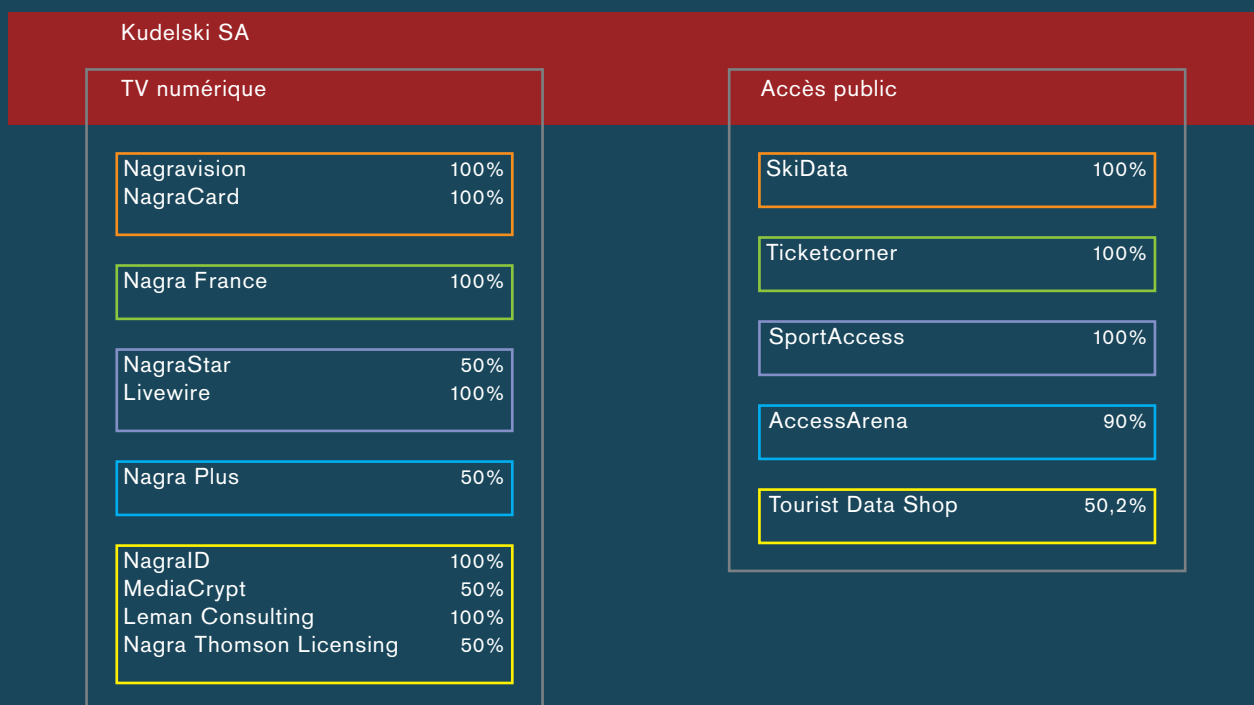 Kudelski SA
TV numérique
Nagravision 100%
NagraCard 100%
Nagra France 100%
NagraStar 50%
Livewire 100%
Nagra Plus 50%
NagraID 100%
MediaCrypt 50%
Leman Consulting 100%
Nagra Thomson Licensing 50%
Accès public
SkiData 100%
Ticketcorner 100%
SportAccess 100%
AccessArena 90%
Tourist Data Shop 50,2%